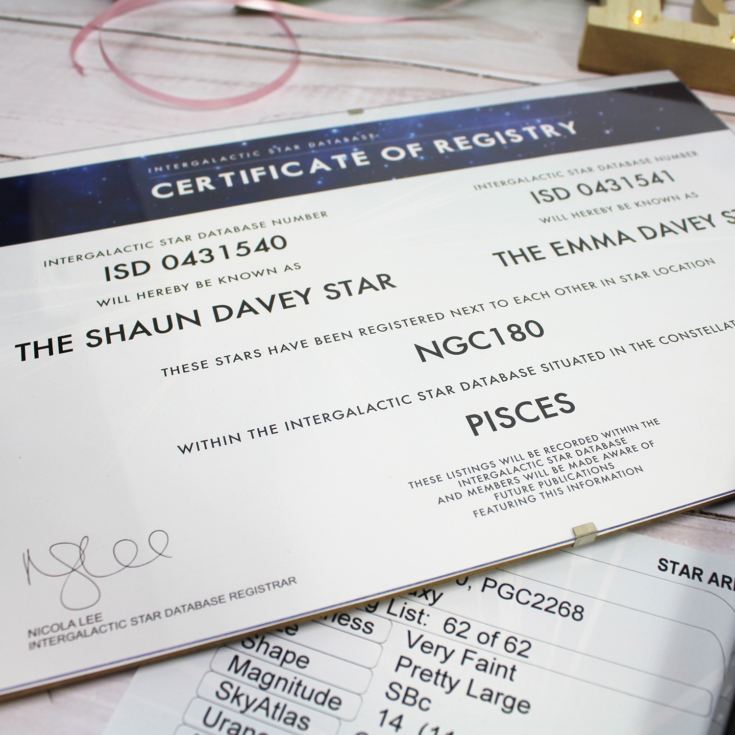 INTERGALACTIC STAR DATABASE
CERTIFICATE OF REGISTRY
INTERGALACTIC STAR DATABASE NUMBER
ISD 0431540
WILL HEREBY BE KNOWN AS
THE SHAUN DAVEY STAR
INTERGALACTIC STAR DATABASE NUMBER
ISD 0431541
WILL HEREBY BE KNOWN AS
THE EMMA DAVEY S
THESE STARS HAVE BEEN REGISTERED NEXT TO EACH OTHER IN STAR LOCATION
NGC180
WITHIN THE INTERGALACTIC STAR DATABASE SITUATED IN THE CONSTELLAT
PISCES
THESE LISTINGS WILL BE RECORDED WITHIN THE
INTERGALACTIC STAR DATABASE
AND MEMBERS WILL BE MADE AWARE OF
FUTURE PUBLICATIONS
FEATURING THIS INFORMATION
NICOLA LEE
INTERGALACTIC STAR DATABASE REGISTRAR
STAR AR
, PGC2268
xy
g List: 62 of 62
ness Very Faint
Shape Pretty Large
Magnitude SBc
SkyAtlas 14
Uran